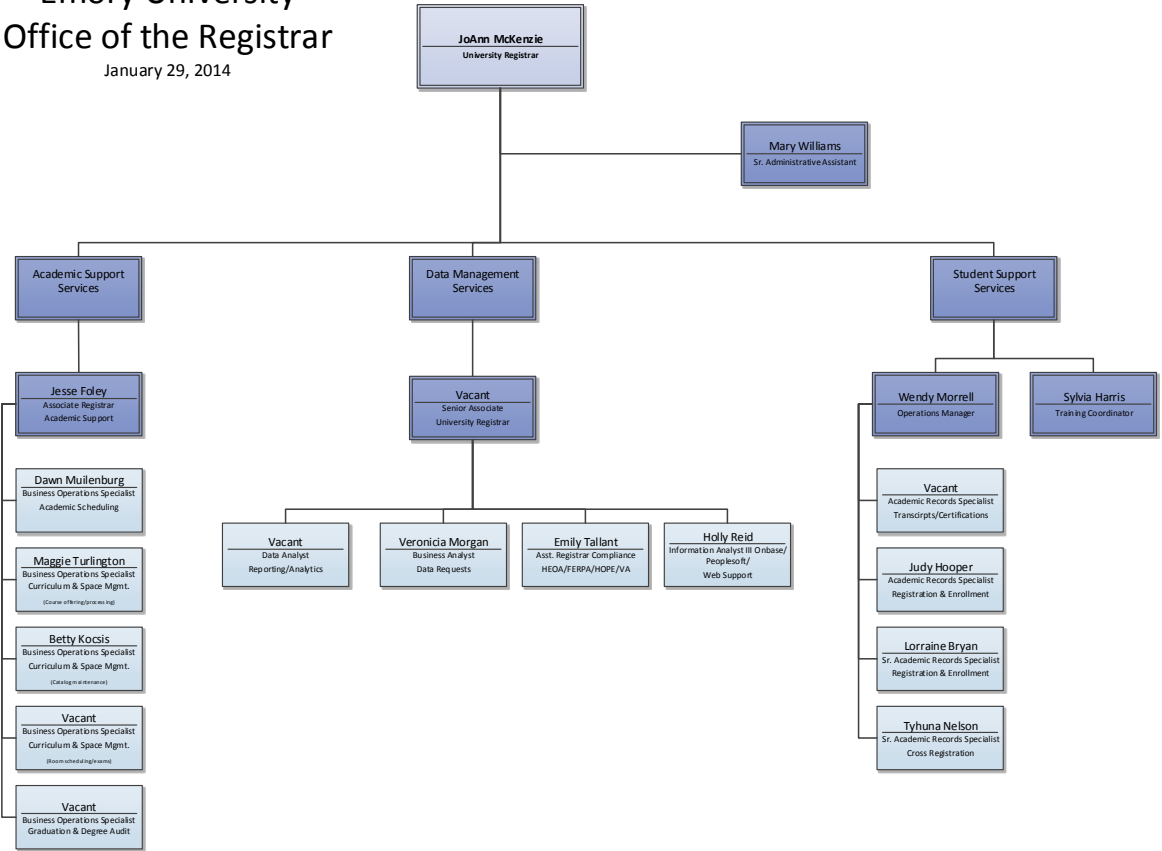 Emory University
Office of the Registrar
January 29, 2014
JoAnn McKenzie
University Registrar
Mary Williams
Sr. Administrative Assistant
Academic Support
Services
Data Management
Services
Student Support
Services
Jesse Foley
Associate Registrar
Academic Support
Vacant
Senior Associate
University Registrar
Wendy Morrell
Operations Manager
Sylvia Harris
Training Coordinator
Dawn Muilenburg
Business Operations Specialist
Academic Scheduling
Maggie Turlington
Business Operations Specialist
Curriculum & Space Mgmt.
(Course offering/processing)
Betty Kocsis
Business Operations Specialist
Curriculum & Space Mgmt.
(Catalog maintenance)
Vacant
Business Operations Specialist
Curriculum & Space Mgmt.
(Room scheduling/exams)
Vacant
Business Operations Specialist
Graduation & Degree Audit
Vacant
Data Analyst
Reporting/Analytics
Veronicia Morgan
Business Analyst
Data Requests
Emily Tallant
Asst. Registrar Compliance
HEOA/FERPA/HOPE/VA
Holly Reid
Information Analyst III Onbase/
Peoplesoft/
Web Support
Vacant
Academic Records Specialist
Transcirpts/Certifications
Judy Hooper
Academic Records Specialist
Registration & Enrollment
Lorraine Bryan
Sr. Academic Records Specialist
Registration & Enrollment
Tyhuna Nelson
Sr. Academic Records Specialist
Cross Registration